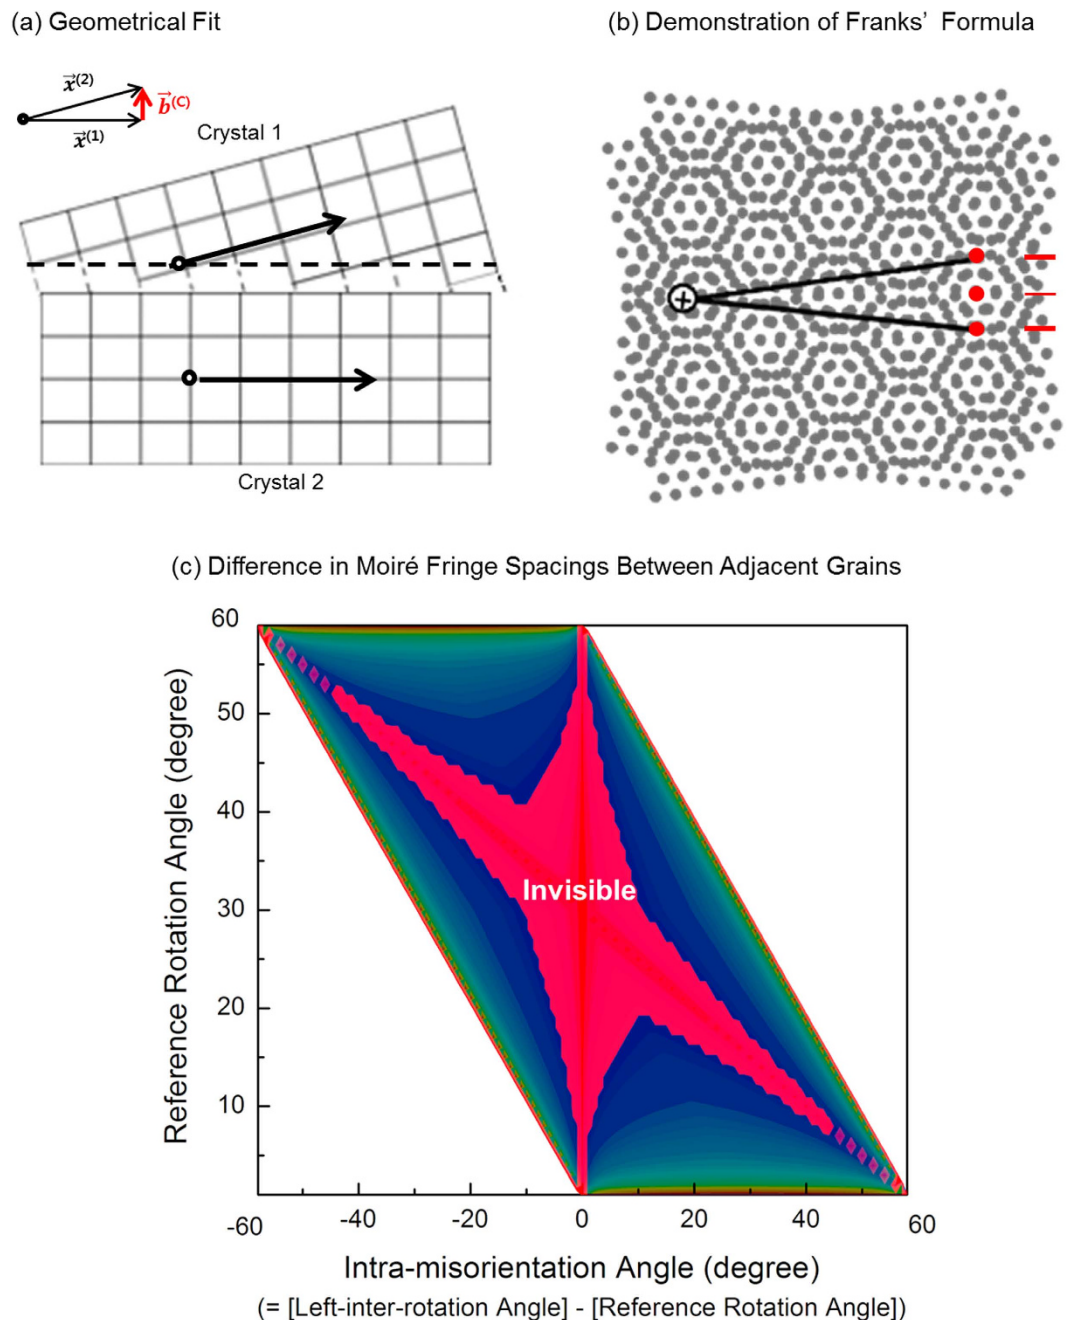 (a) Geometrical Fit
(b) Demonstration of Franks’ Formula
x⃗⁽²⁾
b⃗⁽ᶜ⁾
x⃗⁽¹⁾
Crystal 1
Crystal 2
(c) Difference in Moiré Fringe Spacings Between Adjacent Grains
Reference Rotation Angle (degree)
60
50
40
30
20
10
Invisible
-60
-40
-20
0
20
40
60
Intra-misorientation Angle (degree)
(= [Left-inter-rotation Angle] - [Reference Rotation Angle])